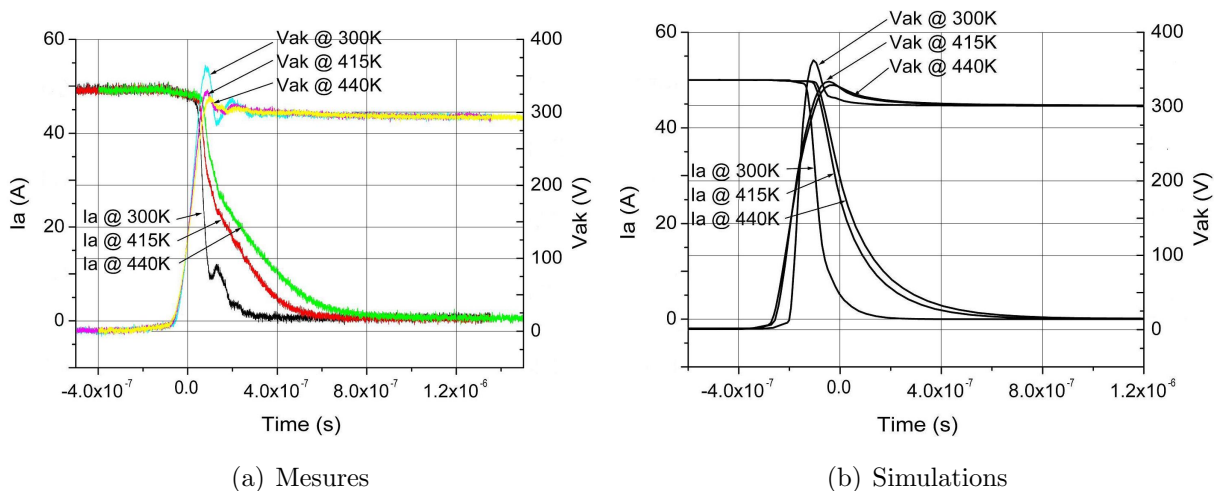 60
50
40
20
0
Ia (A)
400
300
200
100
0
Vak (V)
Vak @ 300K
Vak @ 415K
Vak @ 440K
Ia @ 300K
Ia @ 415K
Ia @ 440K
-4.0x10⁻⁷
0.0
4.0x10⁻⁷
8.0x10⁻⁷
1.2x10⁻⁶
Time (s)
(a) Mesures
60
40
20
0
Ia (A)
400
300
200
100
0
Vak (V)
Vak @ 300K
Vak @ 415K
Vak @ 440K
Ia @ 300K
Ia @ 415K
Ia @ 440K
-4.0x10⁻⁷
0.0
4.0x10⁻⁷
8.0x10⁻⁷
1.2x10⁻⁶
Time (s)
(b) Simulations